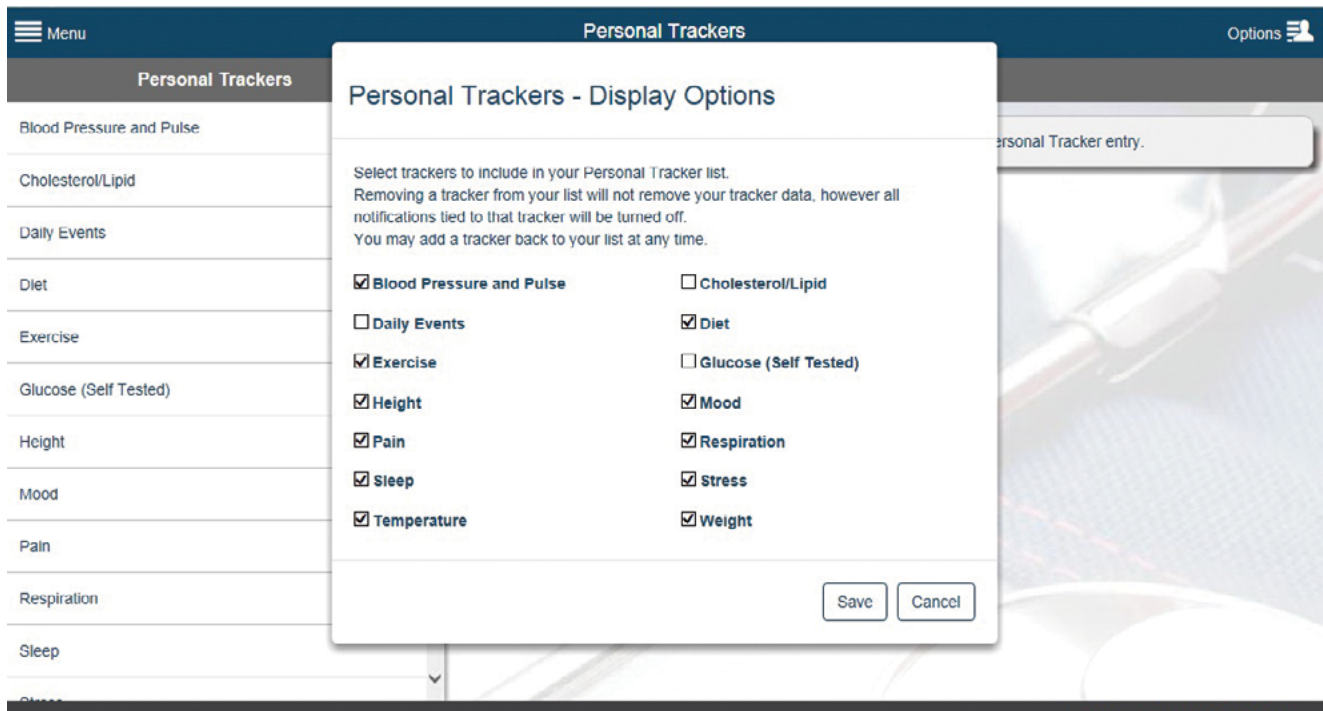 Menu
Personal Trackers
Options
Personal Trackers
Blood Pressure and Pulse
Cholesterol/Lipid
Daily Events
Diet
Exercise
Glucose (Self Tested)
Height
Mood
Pain
Respiration
Sleep
Personal Trackers - Display Options
Select trackers to include in your Personal Tracker list.
Removing a tracker from your list will not remove your tracker data, however all
notifications tied to that tracker will be turned off.
You may add a tracker back to your list at any time.
Blood Pressure and Pulse
Cholesterol/Lipid
Daily Events
Diet
Exercise
Glucose (Self Tested)
Height
Mood
Pain
Respiration
Sleep
Stress
Temperature
Weight
Save
Cancel
ersonal Tracker entry.